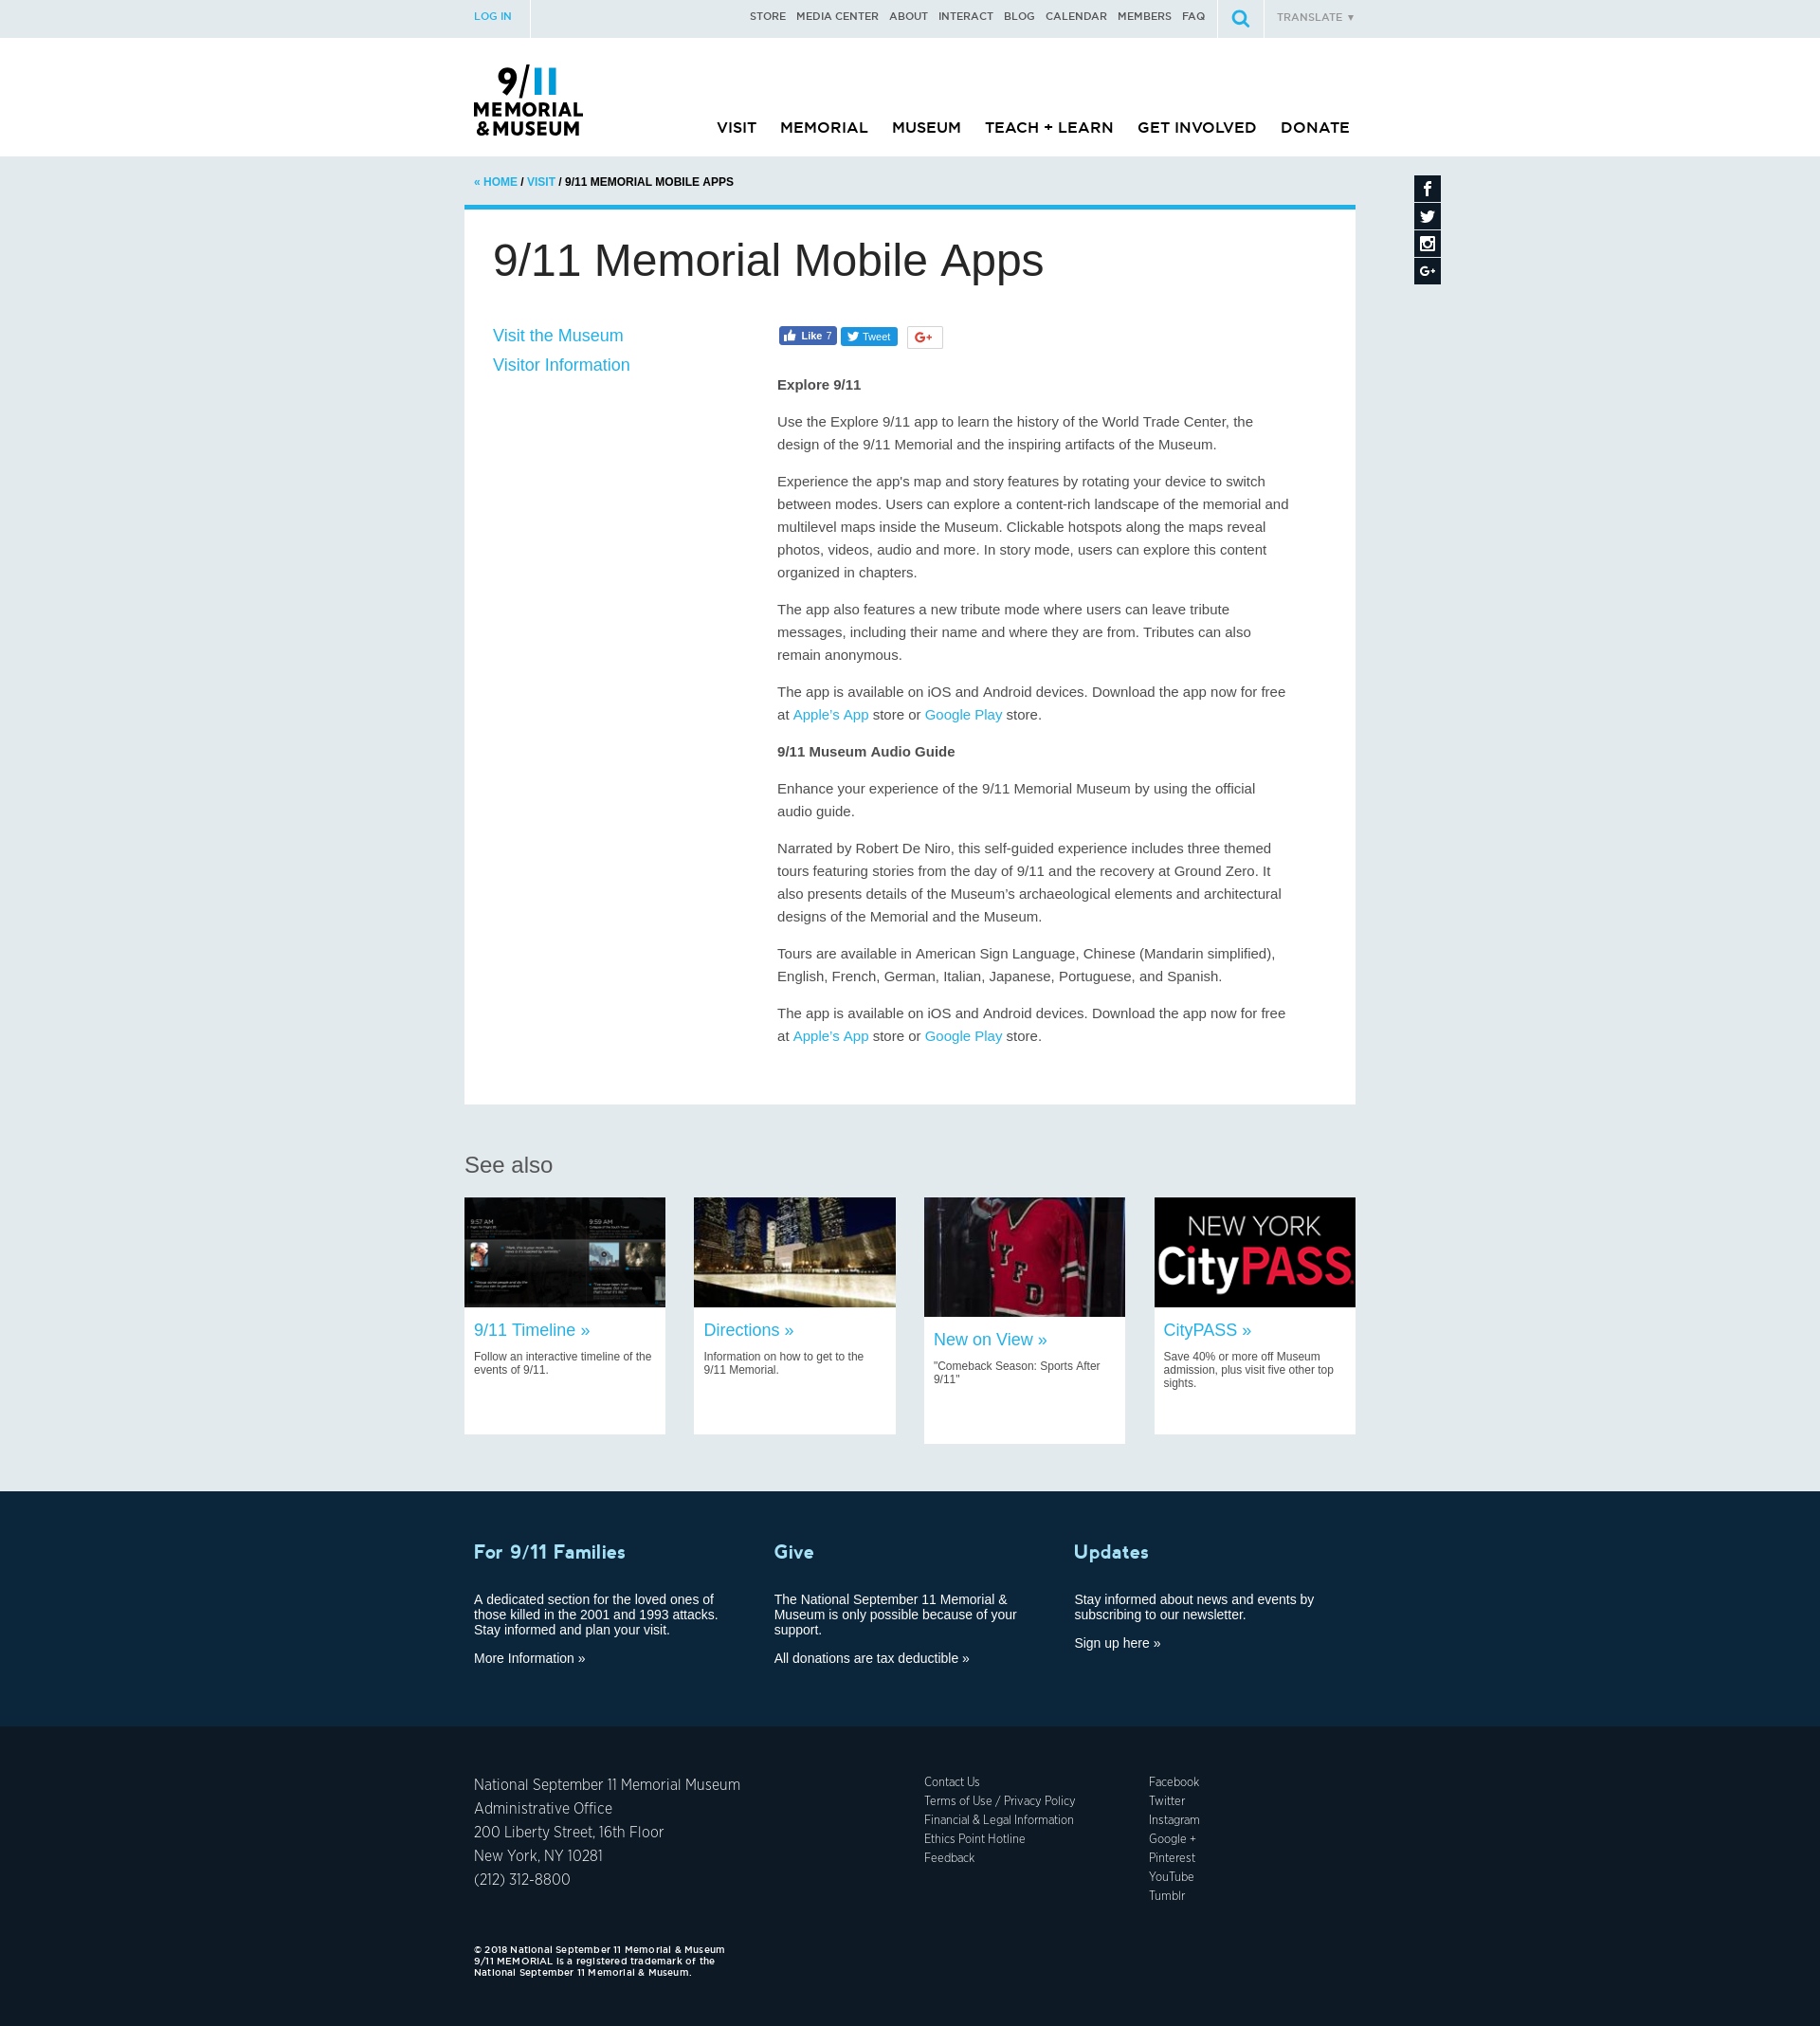 LOG IN
STORE MEDIA CENTER ABOUT INTERACT BLOG CALENDAR MEMBERS FAQ
TRANSLATE ▼
9/11
MEMORIAL
&MUSEUM
VISIT MEMORIAL MUSEUM TEACH + LEARN GET INVOLVED DONATE
« HOME / VISIT / 9/11 MEMORIAL MOBILE APPS
9/11 Memorial Mobile Apps
Visit the Museum
Visitor Information
Like 7 Tweet G+
Explore 9/11
Use the Explore 9/11 app to learn the history of the World Trade Center, the
design of the 9/11 Memorial and the inspiring artifacts of the Museum.
Experience the app's map and story features by rotating your device to switch
between modes. Users can explore a content-rich landscape of the memorial and
multilevel maps inside the Museum. Clickable hotspots along the maps reveal
photos, videos, audio and more. In story mode, users can explore this content
organized in chapters.
The app also features a new tribute mode where users can leave tribute
messages, including their name and where they are from. Tributes can also
remain anonymous.
The app is available on iOS and Android devices. Download the app now for free
at Apple's App store or Google Play store.
9/11 Museum Audio Guide
Enhance your experience of the 9/11 Memorial Museum by using the official
audio guide.
Narrated by Robert De Niro, this self-guided experience includes three themed
tours featuring stories from the day of 9/11 and the recovery at Ground Zero. It
also presents details of the Museum's archaeological elements and architectural
designs of the Memorial and the Museum.
Tours are available in American Sign Language, Chinese (Mandarin simplified),
English, French, German, Italian, Japanese, Portuguese, and Spanish.
The app is available on iOS and Android devices. Download the app now for free
at Apple's App store or Google Play store.
See also
9:57 AM
9:59 AM
NYFD
NEW YORK
CityPASS
9/11 Timeline »
Follow an interactive timeline of the
events of 9/11.
Directions »
Information on how to get to the
9/11 Memorial.
New on View »
"Comeback Season: Sports After
9/11"
CityPASS »
Save 40% or more off Museum
admission, plus visit five other top
sights.
For 9/11 Families
A dedicated section for the loved ones of
those killed in the 2001 and 1993 attacks.
Stay informed and plan your visit.
More Information »
Give
The National September 11 Memorial &
Museum is only possible because of your
support.
All donations are tax deductible »
Updates
Stay informed about news and events by
subscribing to our newsletter.
Sign up here »
National September 11 Memorial Museum
Administrative Office
200 Liberty Street, 16th Floor
New York, NY 10281
(212) 312-8800
Contact Us
Terms of Use / Privacy Policy
Financial & Legal Information
Ethics Point Hotline
Feedback
Facebook
Twitter
Instagram
Google +
Pinterest
YouTube
Tumblr
© 2018 National September 11 Memorial & Museum
9/11 MEMORIAL is a registered trademark of the
National September 11 Memorial & Museum.